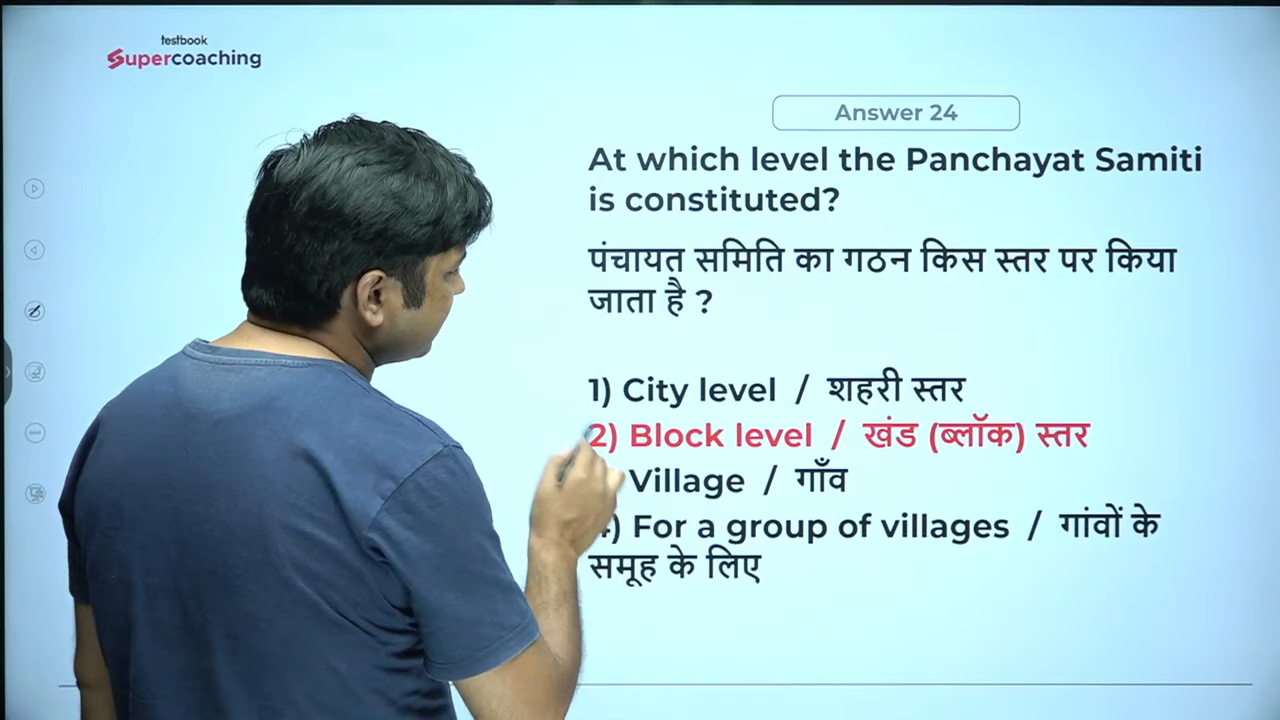 testbook
Supercoaching
Answer 24
At which level the Panchayat Samiti
is constituted?
पंचायत समिति का गठन किस स्तर पर किया
जाता है ?
1) City level / शहरी स्तर
2) Block level / खंड (ब्लॉक) स्तर
Village / गाँव
4) For a group of villages / गांवों के
समूह के लिए